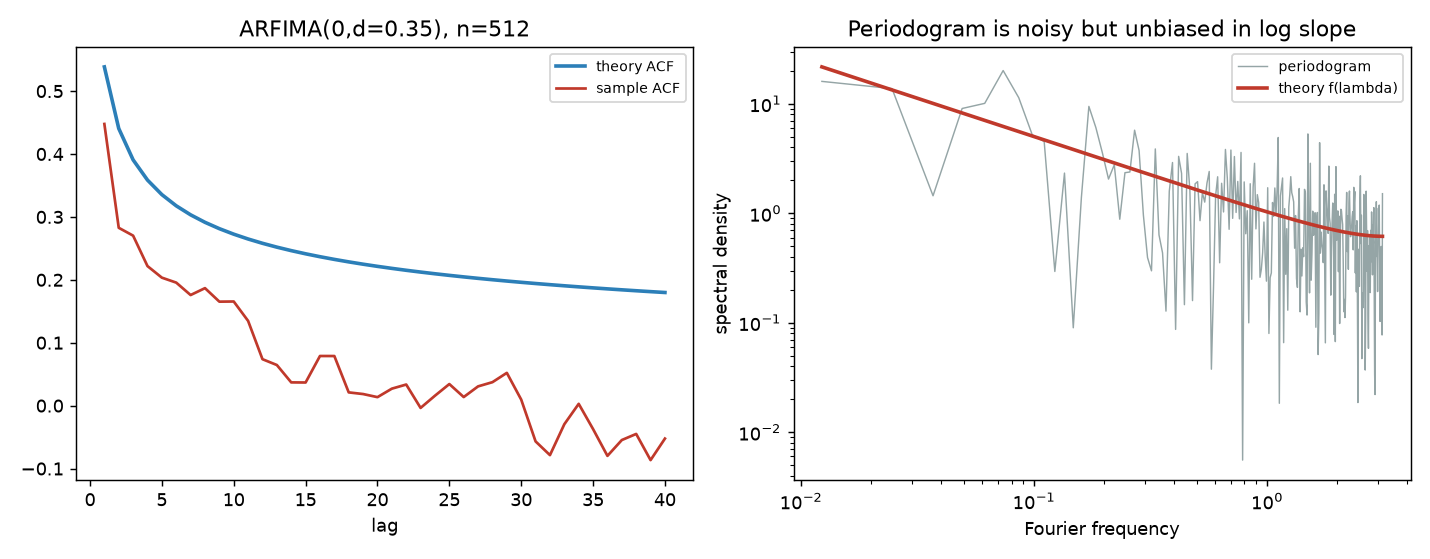 ARFIMA(0,d=0.35), n=512
theory ACF
sample ACF
0.5
0.4
0.3
0.2
0.1
0.0
−0.1
0
5
10
15
20
25
30
35
40
lag
Periodogram is noisy but unbiased in log slope
periodogram
theory f(lambda)
spectral density
10¹
10⁰
10⁻¹
10⁻²
10⁻²
10⁻¹
10⁰
Fourier frequency